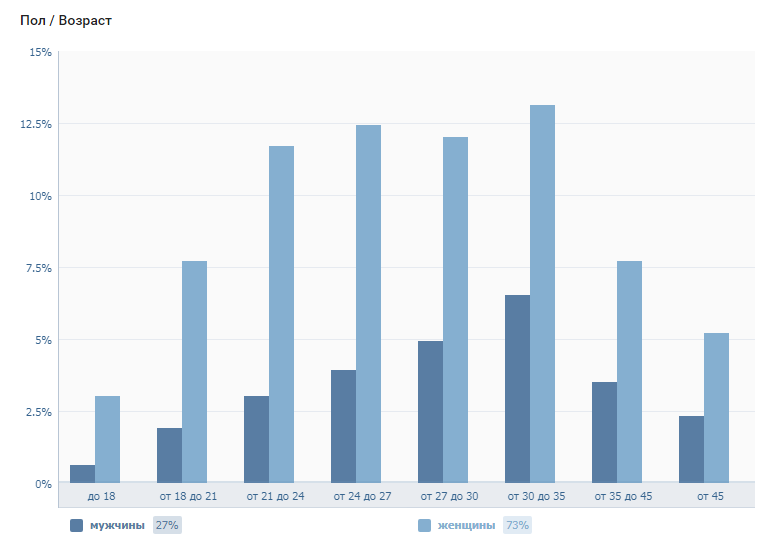 Пол / Возраст
15%
12.5%
10%
7.5%
5%
2.5%
0%
до 18 от 18 до 21 от 21 до 24 от 24 до 27 от 27 до 30 от 30 до 35 от 35 до 45 от 45
мужчины 27% женщины 73%